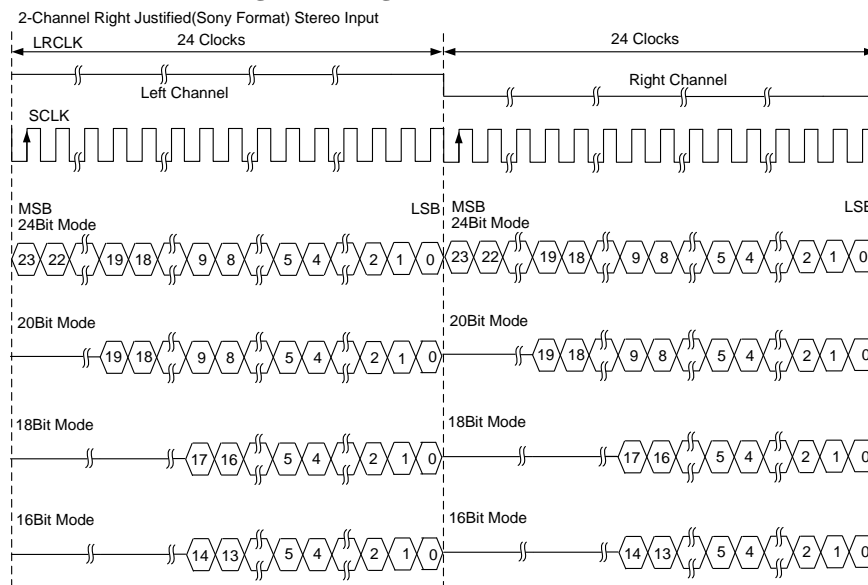 2-Channel Right Justified(Sony Format) Stereo Input
LRCLK
24 Clocks
24 Clocks
Left Channel
Right Channel
SCLK
MSB
LSB
MSB
LSB
24Bit Mode
24Bit Mode
23 22 19 18 9 8 5 4 2 1 0
23 22 19 18 9 8 5 4 2 1 0
20Bit Mode
20Bit Mode
19 18 9 8 5 4 2 1 0
19 18 9 8 5 4 2 1 0
18Bit Mode
18Bit Mode
17 16 5 4 2 1 0
17 16 5 4 2 1 0
16Bit Mode
16Bit Mode
14 13 5 4 2 1 0
14 13 5 4 2 1 0